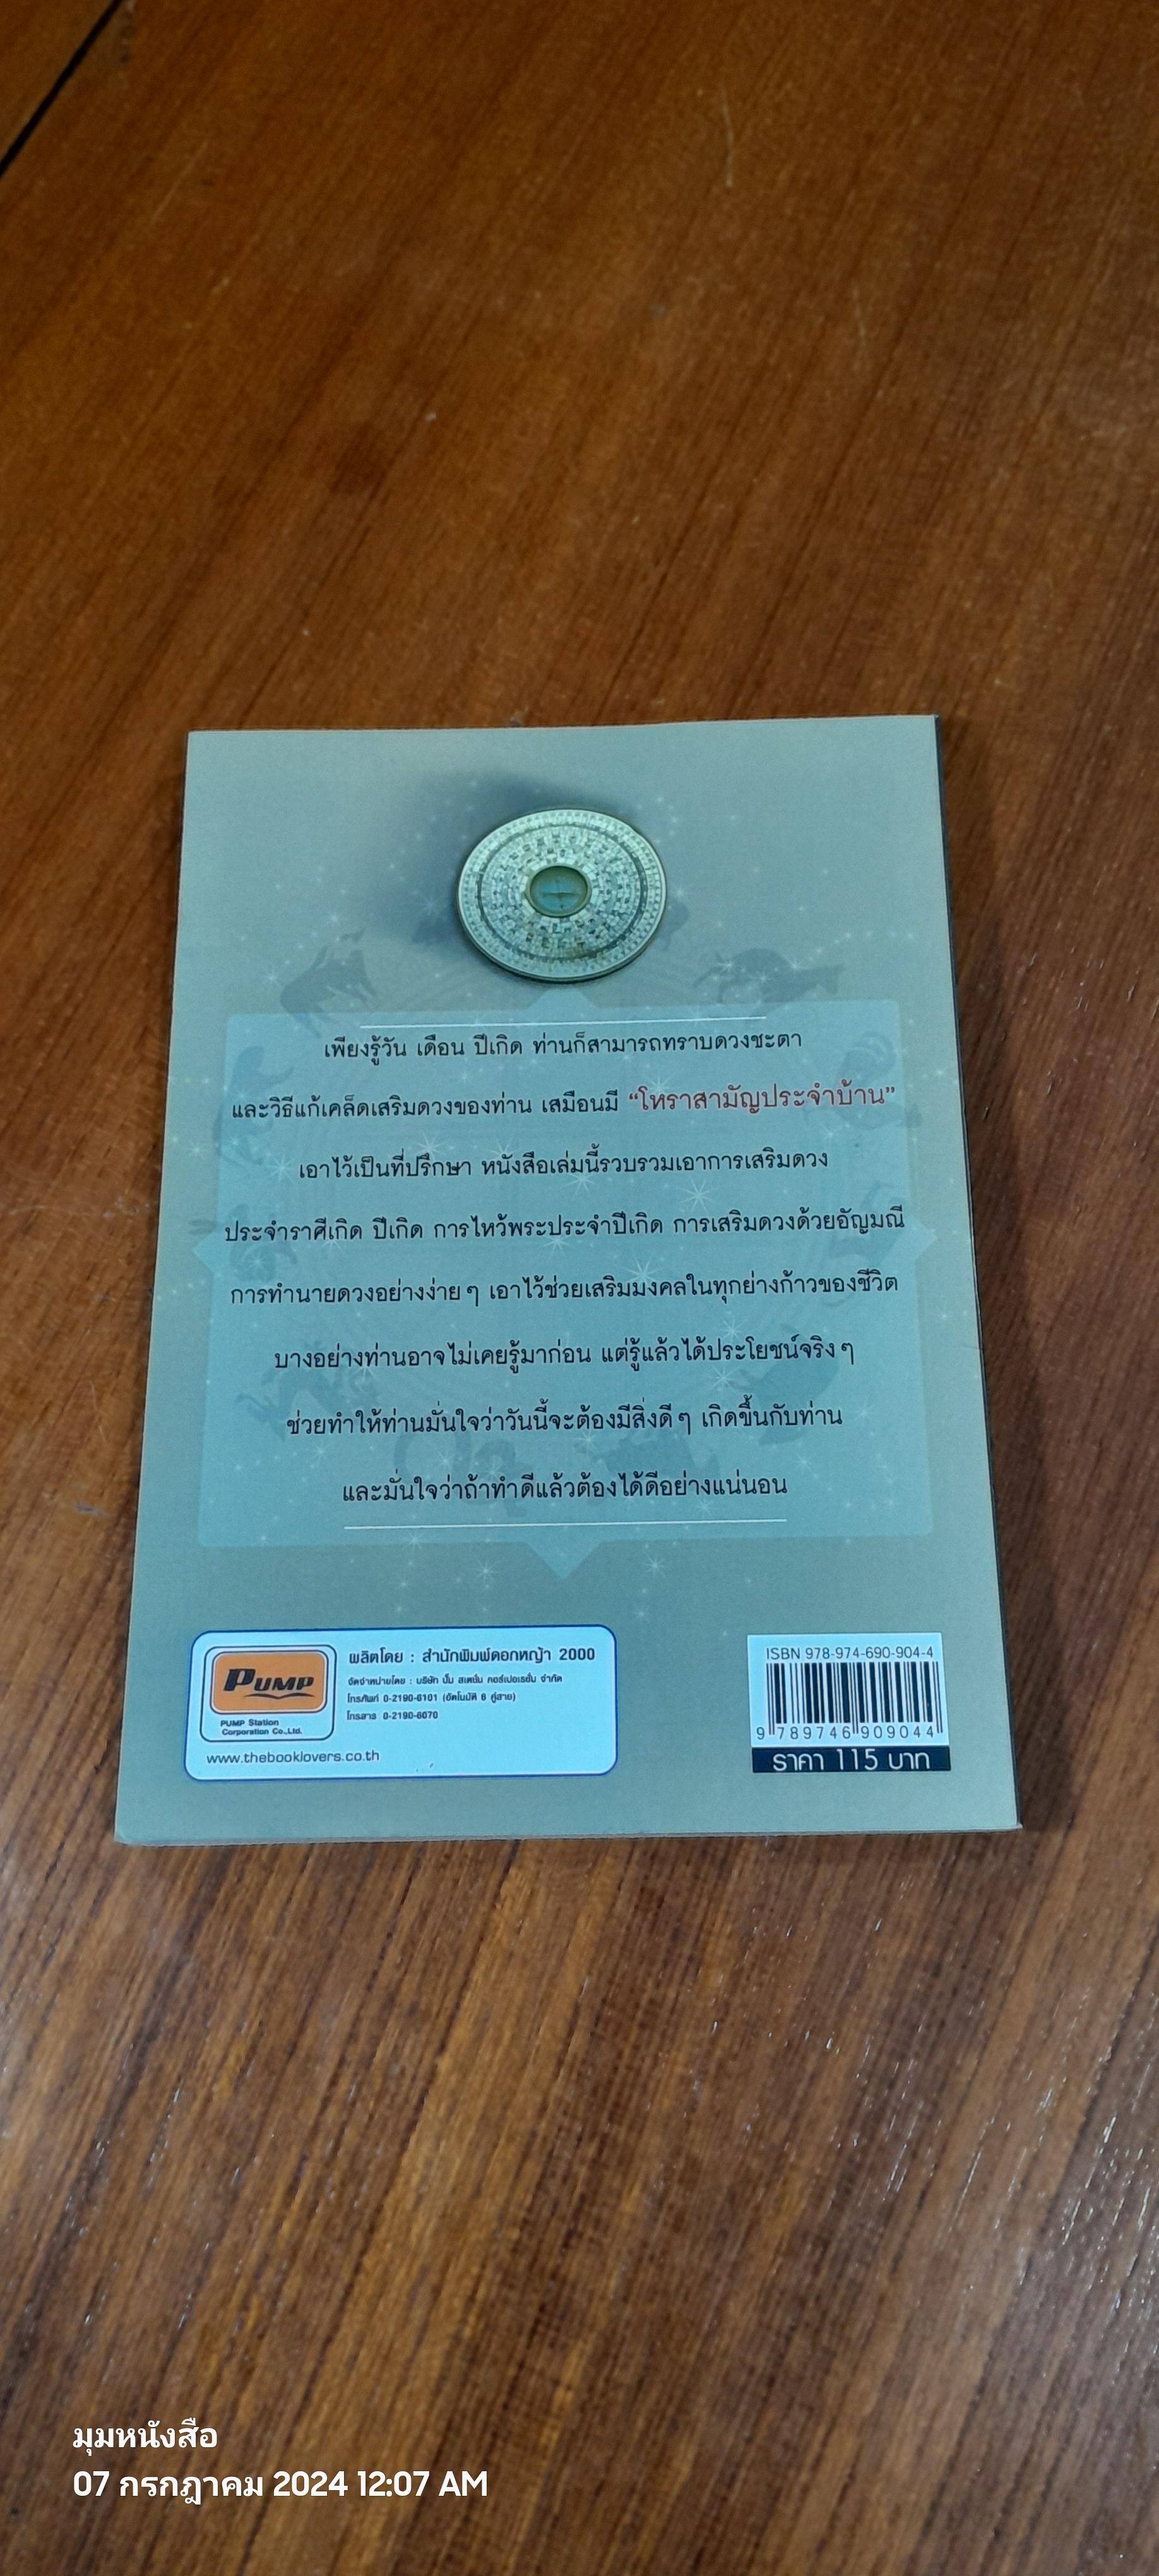 เพียงรู้วัน เดือน ปีเกิด ท่านก็สามารถทราบดวงชะตา
และวิธีแก้เคล็ดเสริมดวงของท่าน เสมือนมี “โหราสามัญประจำบ้าน”
เอาไว้เป็นที่ปรึกษา หนังสือเล่มนี้รวบรวมเอาการเสริมดวง
ประจำราศีเกิด ปีเกิด การไหว้พระประจำปีเกิด การเสริมดวงด้วยอัญมณี
การทำนายดวงอย่างง่าย ๆ เอาไว้ช่วยเสริมมงคลในทุกย่างก้าวของชีวิต
บางอย่างท่านอาจไม่เคยรู้มาก่อน แต่รู้แล้วได้ประโยชน์จริง ๆ
ช่วยทำให้ท่านมั่นใจว่าวันนี้จะต้องมีสิ่งดี ๆ เกิดขึ้นกับท่าน
และมั่นใจว่าถ้าทำดีแล้วต้องได้ดีอย่างแน่นอน
PUMP
PUMP Station
Corporation Co.,Ltd.
ผลิตโดย : สำนักพิมพ์ดอกหญ้า 2000
จัดจำหน่ายโดย : บริษัท ปั๊ม สเตชั่น คอร์เปอเรชั่น จำกัด
โทรศัพท์ 0-2190-6101 (อัตโนมัติ 6 คู่สาย)
โทรสาร 0-2190-6070
www.thebooklovers.co.th
ISBN 978-974-690-904-4
9 789746 909044
ราคา 115 บาท
มุมหนังสือ
07 กรกฎาคม 2024 12:07 AM